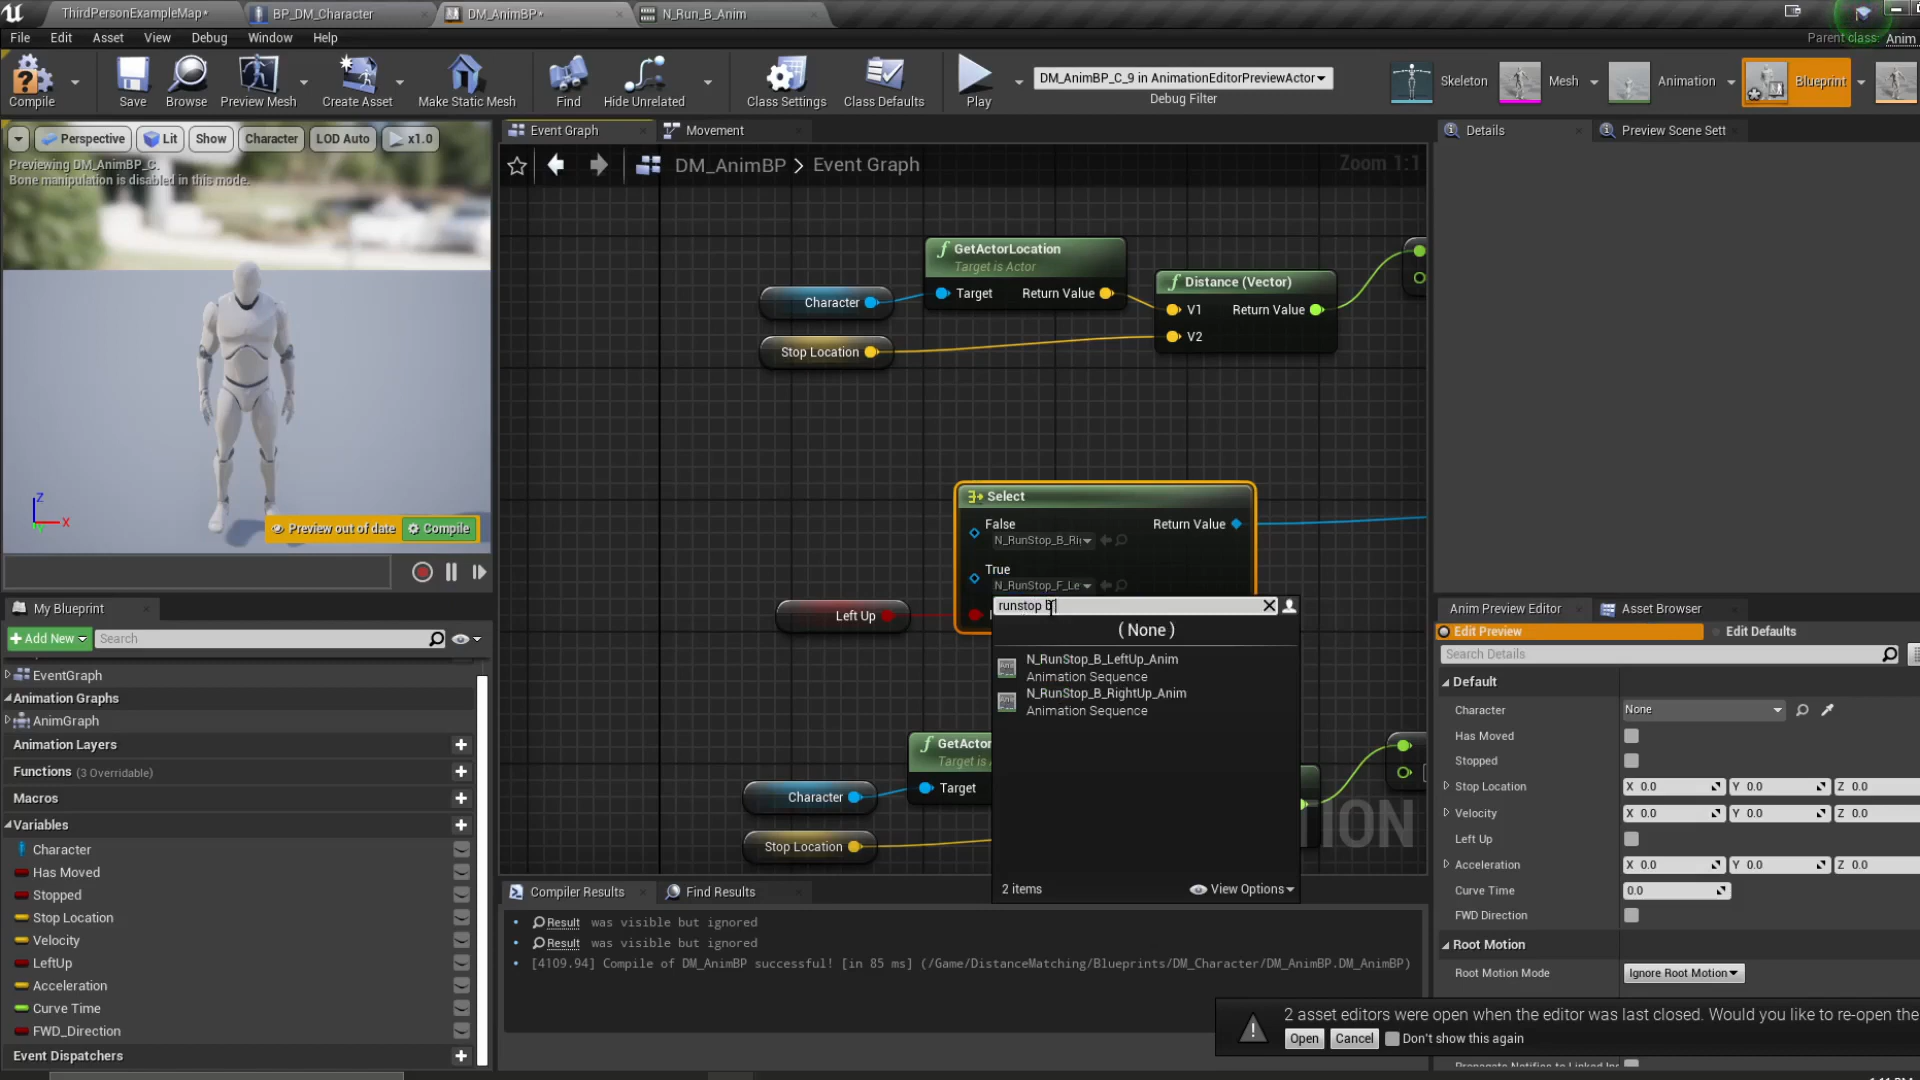 ThirdPersonExampleMap*
BP_DM_Character
DM_AnimBP*
N_Run_B_Anim
File Edit Asset View Debug Window Help
Parent class: Anim
Compile
Save
Browse
Preview Mesh
Create Asset
Make Static Mesh
Find
Hide Unrelated
Class Settings
Class Defaults
Play
DM_AnimBP_C_9 in AnimationEditorPreviewActor
Debug Filter
Skeleton
Mesh
Animation
Blueprint
Perspective
Lit
Show
Character
LOD Auto
x1.0
Previewing DM_AnimBP_C.
Bone manipulation is disabled in this mode.
Z
X
Preview out of date
Compile
My Blueprint
Add New
Search
EventGraph
Animation Graphs
AnimGraph
Animation Layers
Functions (3 Overridable)
Macros
Variables
Character
Has Moved
Stopped
Stop Location
Velocity
LeftUp
Acceleration
Curve Time
FWD_Direction
Event Dispatchers
Event Graph
Movement
DM_AnimBP > Event Graph
Zoom 1:1
GetActorLocation
Target is Actor
Target
Return Value
Character
Stop Location
Distance (Vector)
V1
Return Value
V2
Select
False
Return Value
N_RunStop_B_Ri
True
N_RunStop_F_Le
Left Up
runstop b
( None )
N_RunStop_B_LeftUp_Anim
Animation Sequence
N_RunStop_B_RightUp_Anim
Animation Sequence
2 items
View Options
GetActor
Target is
Target
Character
Stop Location
TION
Compiler Results
Find Results
Result was visible but ignored
Result was visible but ignored
[4109.94] Compile of DM_AnimBP successful! [in 85 ms] (/Game/DistanceMatching/Blueprints/DM_Character/DM_AnimBP.DM_AnimBP)
Details
Preview Scene Sett
Anim Preview Editor
Asset Browser
Edit Preview
Edit Defaults
Search Details
Default
Character
None
Has Moved
Stopped
Stop Location
X 0.0
Y 0.0
Z 0.0
Velocity
X 0.0
Y 0.0
Z 0.0
Left Up
Acceleration
X 0.0
Y 0.0
Z 0.0
Curve Time
0.0
FWD Direction
Root Motion
Root Motion Mode
Ignore Root Motion
2 asset editors were open when the editor was last closed. Would you like to re-open the
Open
Cancel
Don't show this again